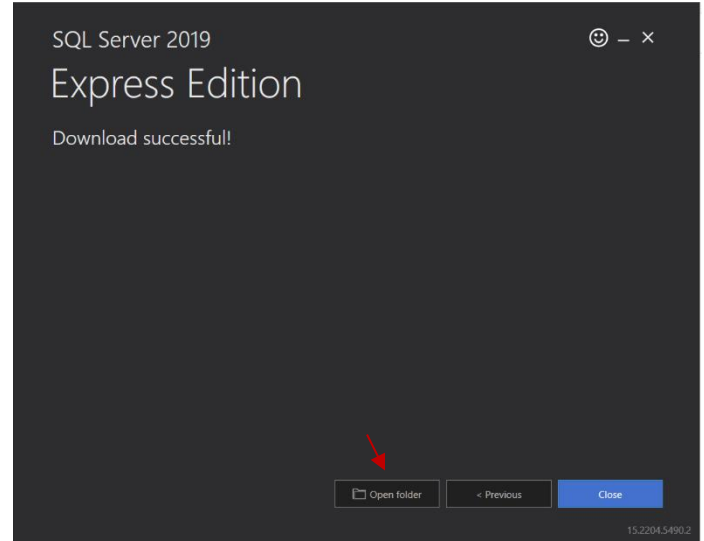 SQL Server 2019
Express Edition
Download successful!
Open folder
< Previous
Close
15.2204.5490.2